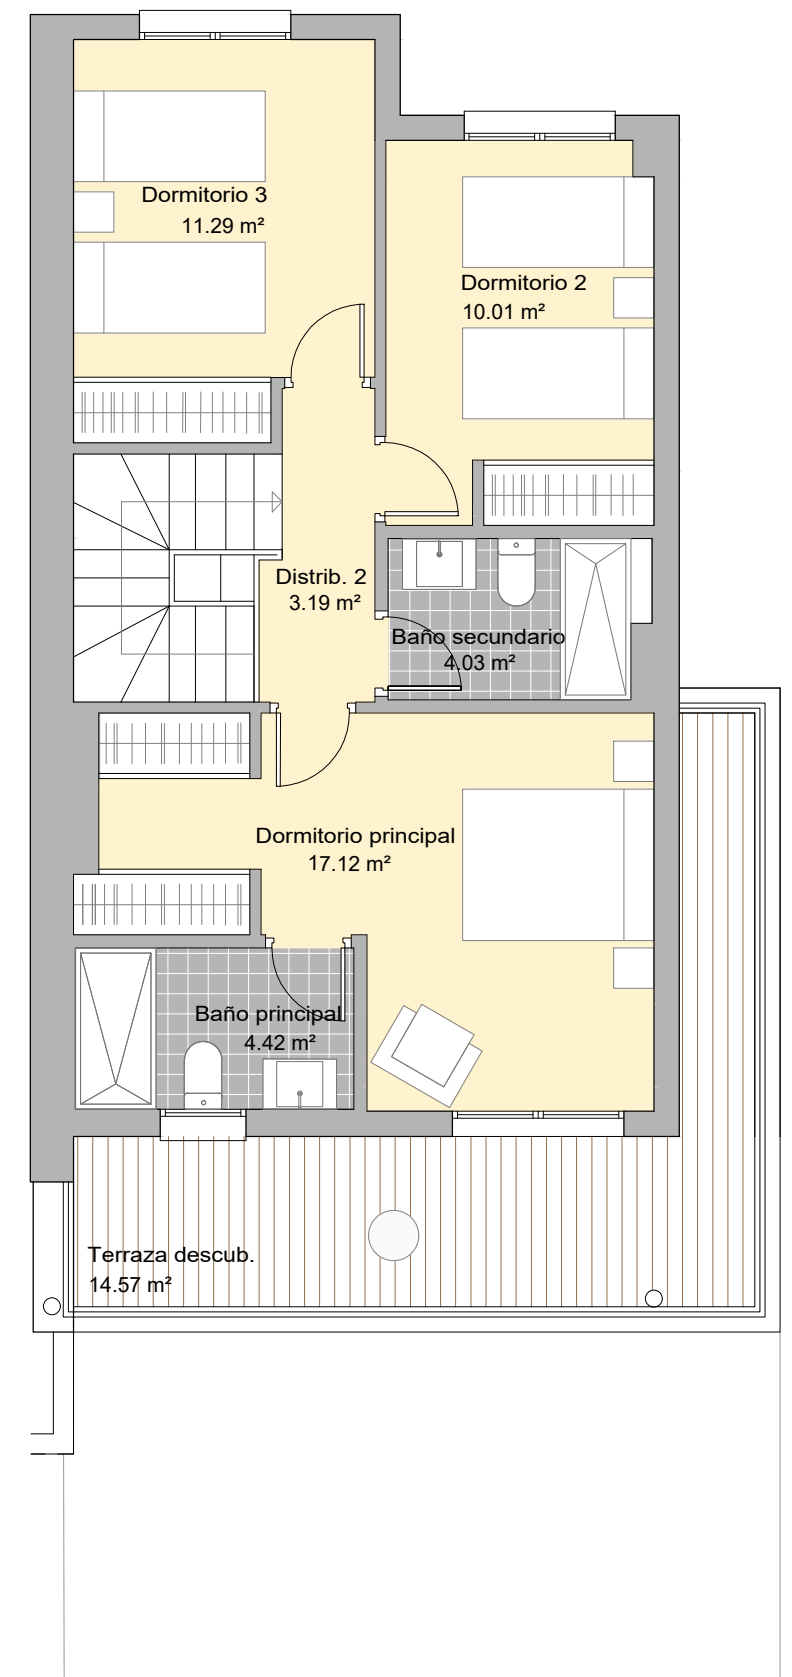 Dormitorio 3
11.29 m²
Dormitorio 2
10.01 m²
Distrib. 2
3.19 m²
Baño secundario
4.03 m²
Dormitorio principal
17.12 m²
Baño principal
4.42 m²
Terraza descub.
14.57 m²